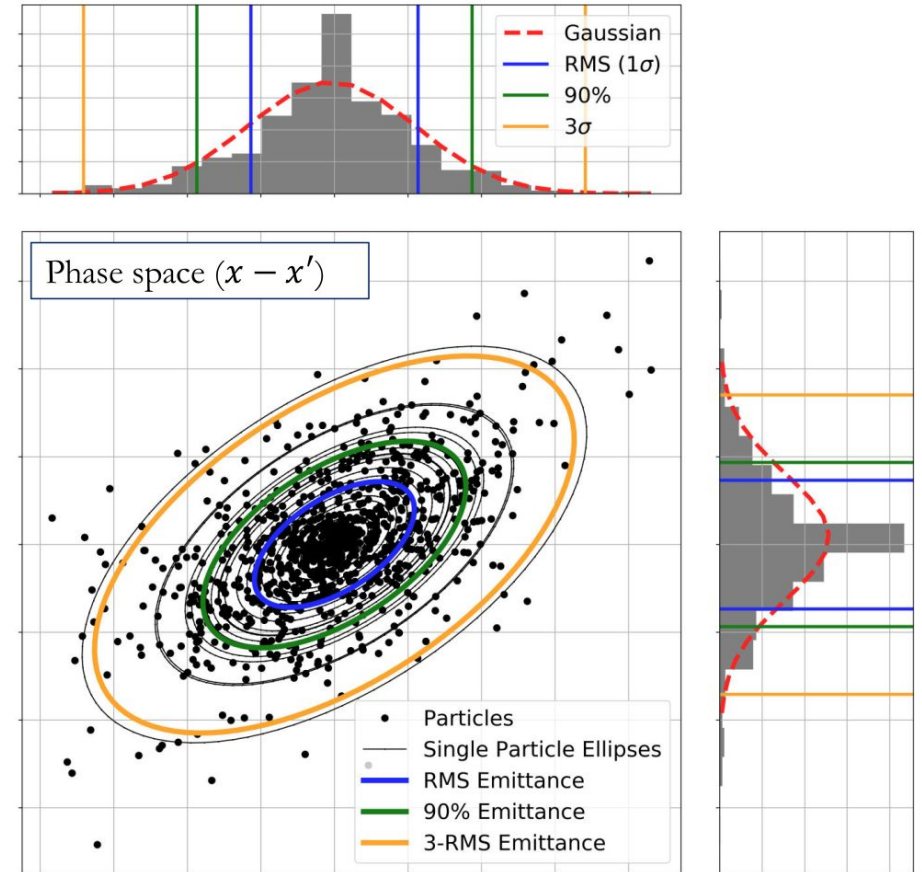 Gaussian
RMS (1σ)
90%
3σ
Phase space (𝑥 − 𝑥′)
Particles
Single Particle Ellipses
RMS Emittance
90% Emittance
3-RMS Emittance